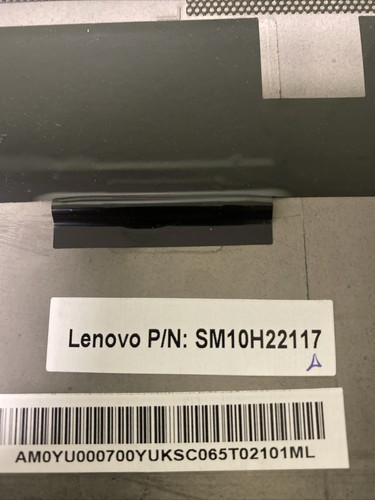 Lenovo P/N: SM10H22117
AM0YU000700YUKSC065T02101ML